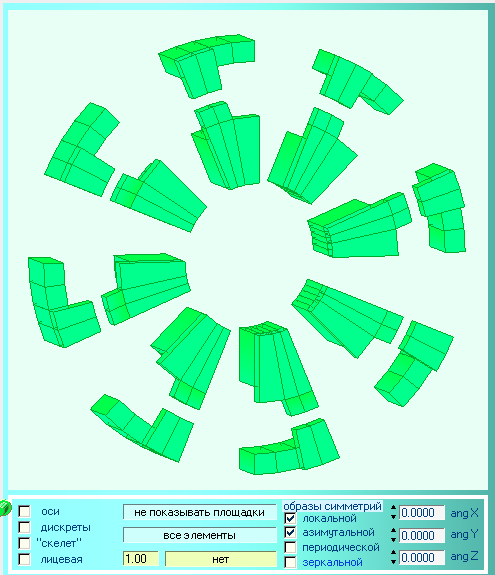 оси
дискреты
"скелет"
лицевая
не показывать площадки
все элементы
1.00
нет
образы симметрий
локальной
азимутальной
периодической
зеркальной
0.0000 ang X
0.0000 ang Y
0.0000 ang Z